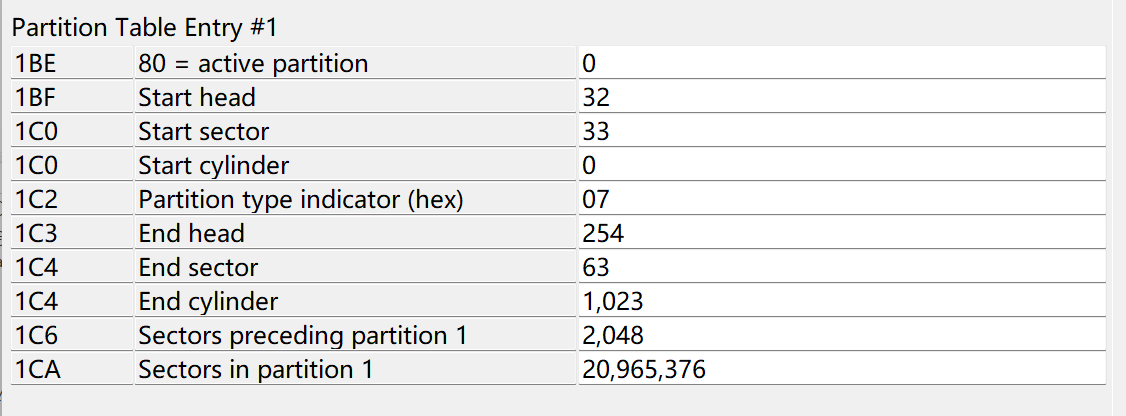 Partition Table Entry #1
1BE 80 = active partition 0
1BF Start head 32
1C0 Start sector 33
1C0 Start cylinder 0
1C2 Partition type indicator (hex) 07
1C3 End head 254
1C4 End sector 63
1C4 End cylinder 1,023
1C6 Sectors preceding partition 1 2,048
1CA Sectors in partition 1 20,965,376